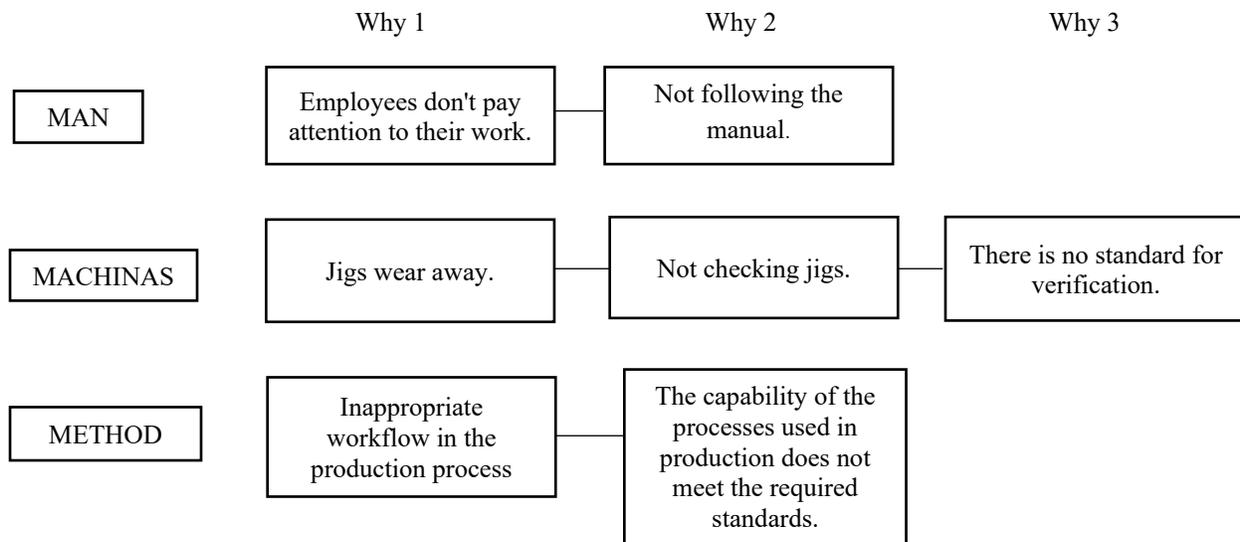 Why 1
Why 2
Why 3
MAN
Employees don't pay
attention to their work.
Not following the
manual.
MACHINAS
Jigs wear away.
Not checking jigs.
There is no standard for
verification.
METHOD
Inappropriate
workflow in the
production process
The capability of the
processes used in
production does not
meet the required
standards.